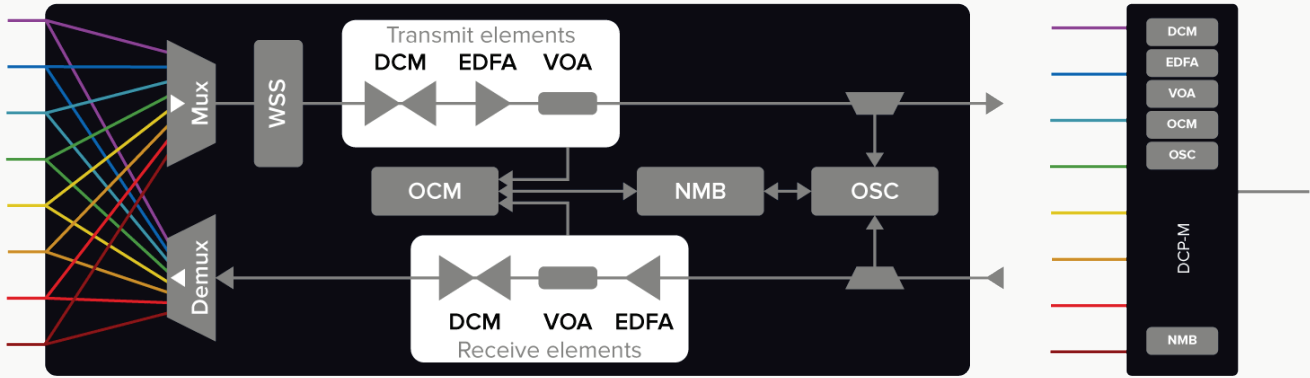 Transmit elements
DCM EDFA VOA
Mux
WSS
OCM NMB OSC
Demux
DCM VOA EDFA
Receive elements
DCM
EDFA
VOA
OCM
OSC
DCP-M
NMB